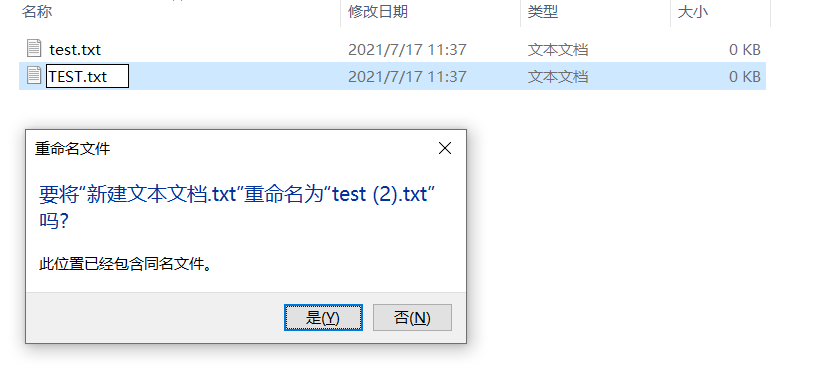 名称 修改日期 类型 大小
test.txt 2021/7/17 11:37 文本文档 0 KB
TEST.txt 2021/7/17 11:37 文本文档 0 KB
重命名文件
要将“新建文本文档.txt”重命名为“test (2).txt”
吗?
此位置已经包含同名文件。
是(Y) 否(N)